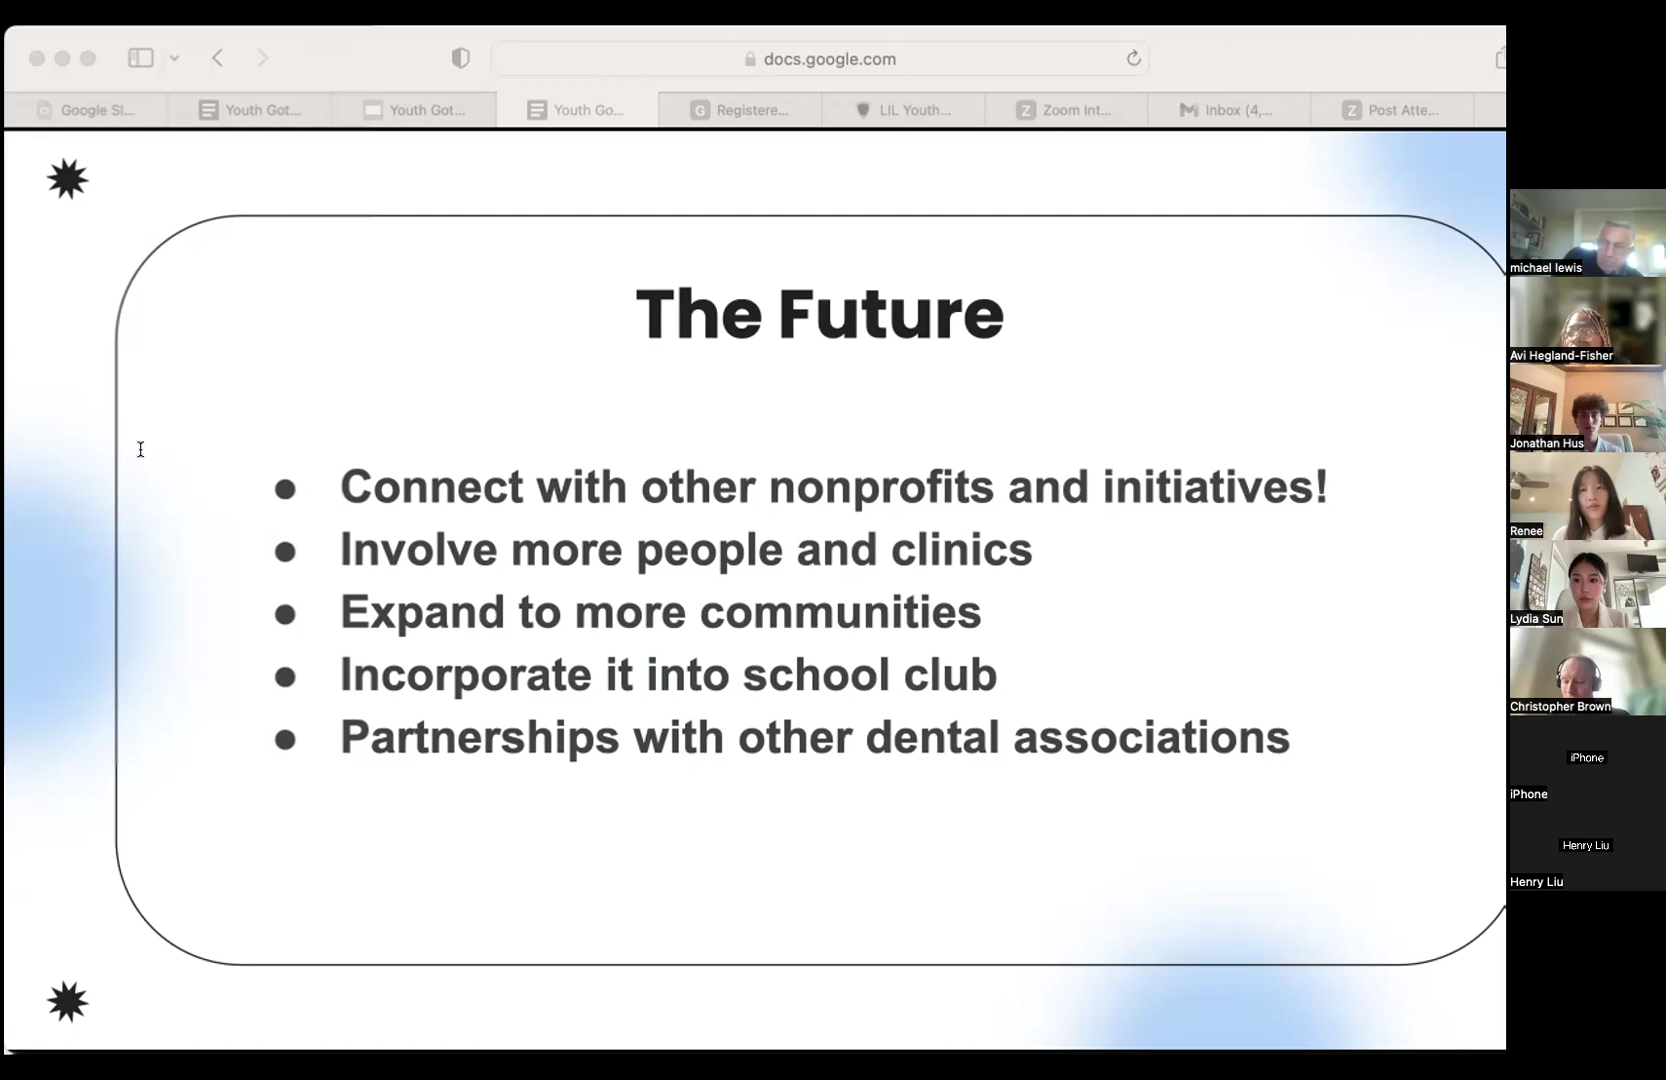 docs.google.com
Google Sl...
Youth Got...
Youth Got...
Youth Go...
Registere...
LIL Youth...
Zoom Int...
Inbox (4,...
Post Atte...
The Future
● Connect with other nonprofits and initiatives!
● Involve more people and clinics
● Expand to more communities
● Incorporate it into school club
● Partnerships with other dental associations
michael lewis
Avi Hegland-Fisher
Jonathan Hus
Renee
Lydia Sun
Christopher Brown
iPhone
iPhone
Henry Liu
Henry Liu